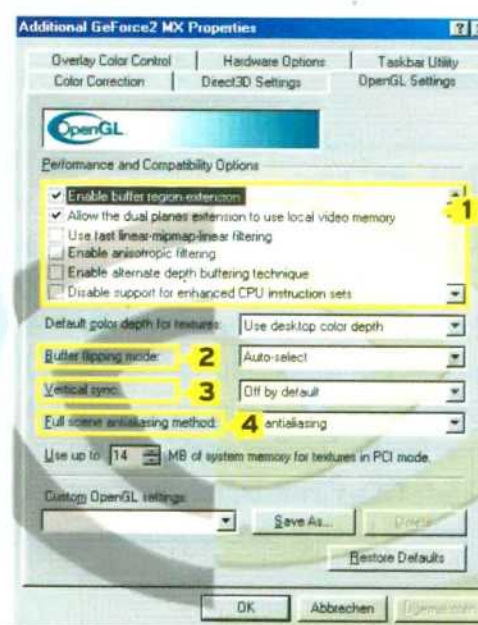 Additional GeForce2 MX Properties
Overlay Color Control
Hardware Options
Taskbar Utility
Color Correction
Direct3D Settings
OpenGL Settings
OpenGL
Performance and Compatibility Options
Enable buffer region extension
1
Allow the dual planes extension to use local video memory
Use fast linear-mipmap-linear filtering
Enable anisotropic filtering
Enable alternate depth buffering technique
Disable support for enhanced CPU instruction sets
Default color depth for textures:
Use desktop color depth
Buffer flipping mode:
2
Auto-select
Vertical sync:
3
Off by default
Full scene antialiasing method:
4
antialiasing
Use up to
14
MB of system memory for textures in PCI mode.
Custom OpenGL settings:
Save As...
Delete
Restore Defaults
OK
Abbrechen